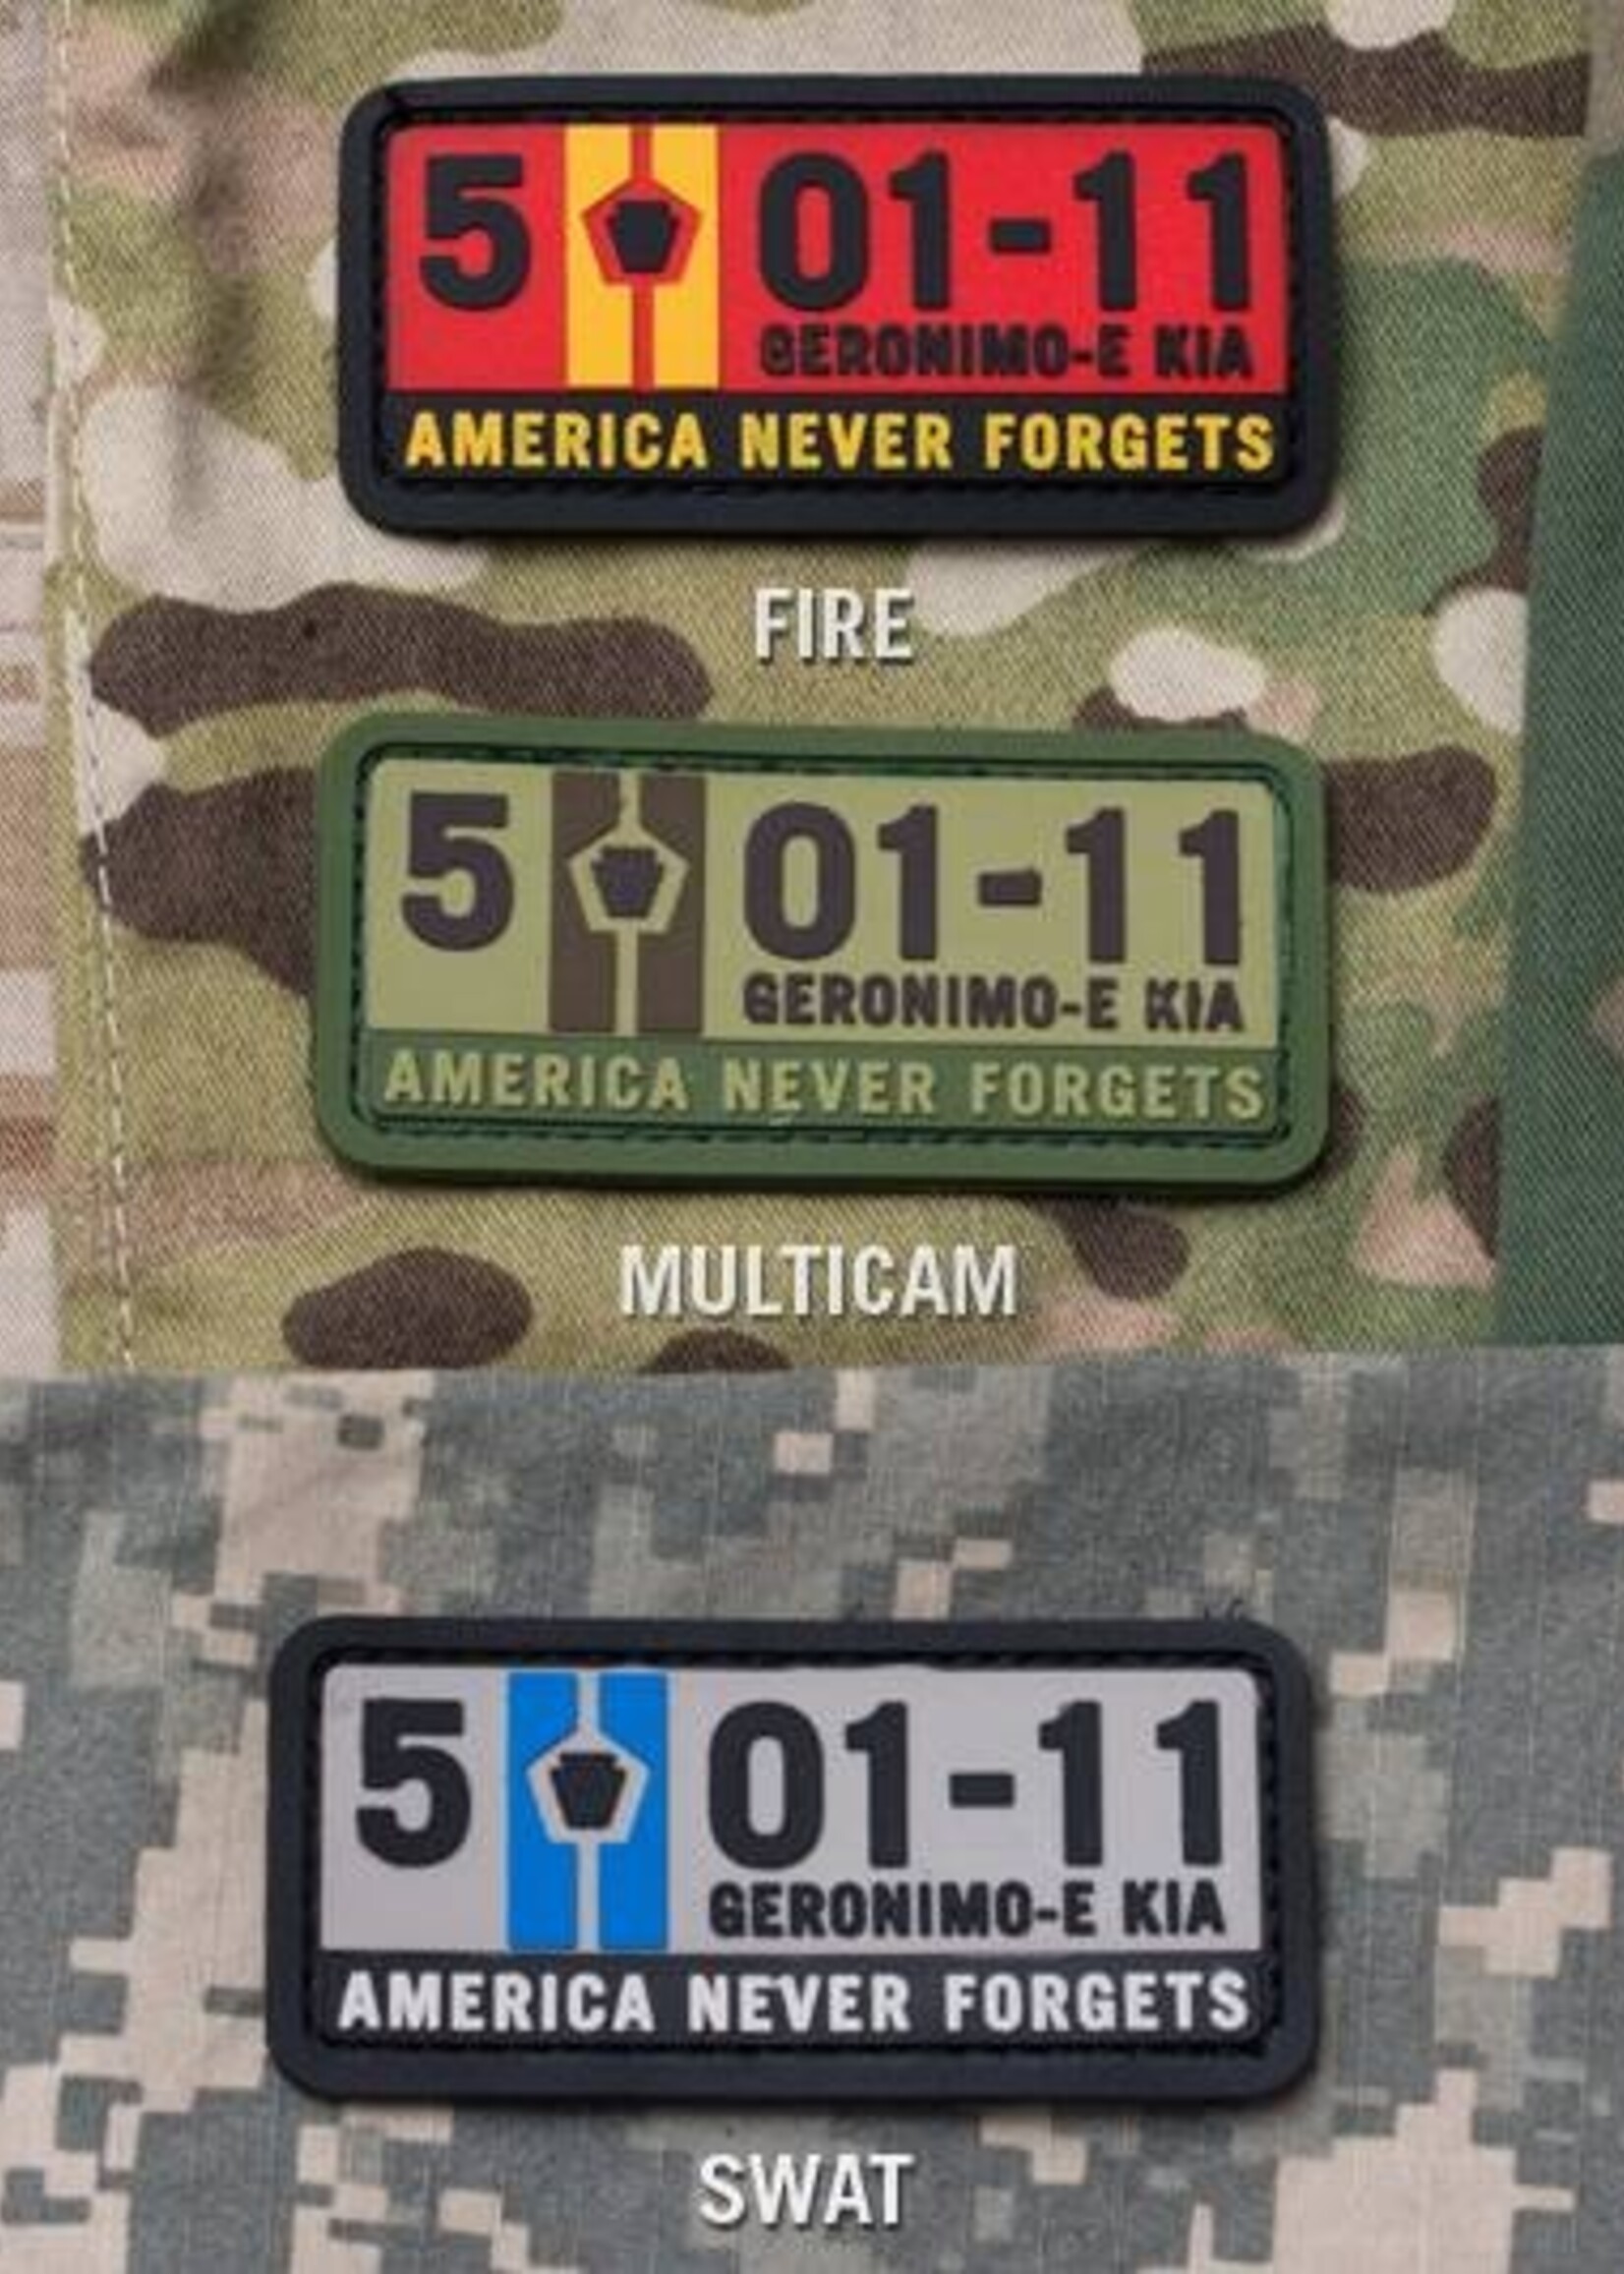 5 01-11
GERONIMO-E KIA
AMERICA NEVER FORGETS
FIRE
5 01-11
GERONIMO-E KIA
AMERICA NEVER FORGETS
MULTICAM
5 01-11
GERONIMO-E KIA
AMERICA NEVER FORGETS
SWAT